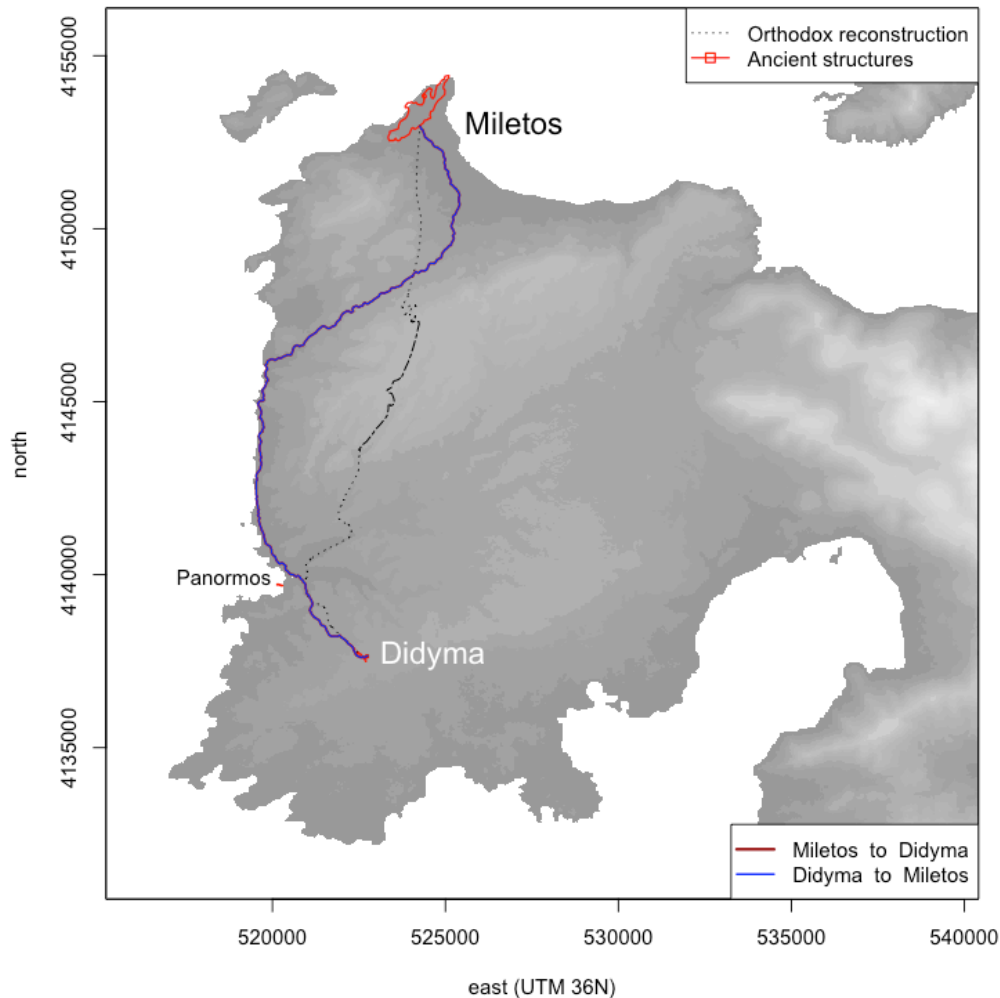 Orthodox reconstruction
Ancient structures
Miletos
Panormos
Didyma
Miletos to Didyma
Didyma to Miletos
4155000
4150000
4145000
4140000
4135000
north
520000
525000
530000
535000
540000
east (UTM 36N)